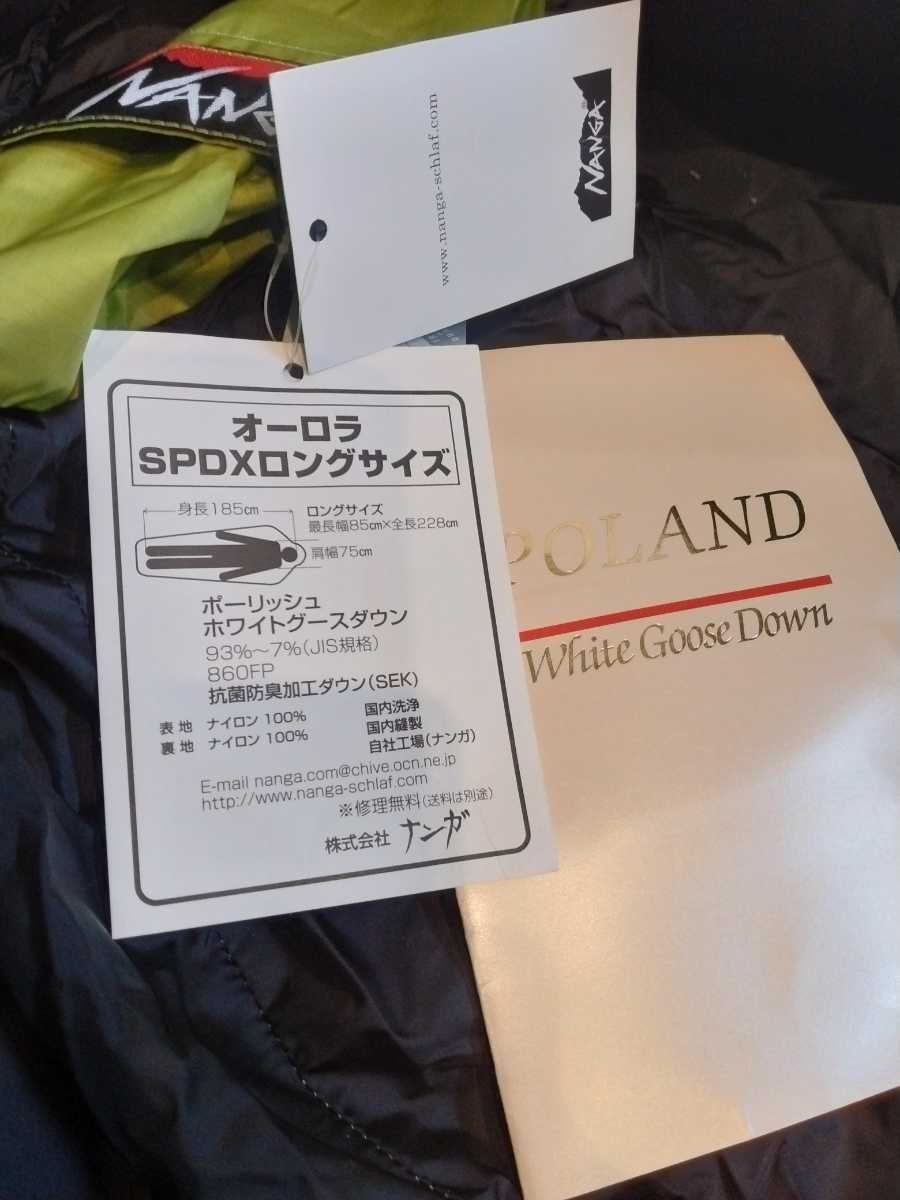 NANG
www.nanga-schlaf.com
NANGA®
オーロラ
SPDXロングサイズ
身長185㎝
ロングサイズ
最長幅85㎝×全長228㎝
肩幅75㎝
ポーリッシュ
ホワイトグースダウン
93%～7%(JIS規格)
860FP
抗菌防臭加工ダウン(SEK)
表地 ナイロン 100%
裏地 ナイロン 100%
国内洗浄
国内縫製
自社工場(ナンガ)
E-mail nanga.com@chive.ocn.ne.jp
http://www.nanga-schlaf.com
※修理無料(送料は別途)
株式会社 ナンガ
POLAND
White Goose Down